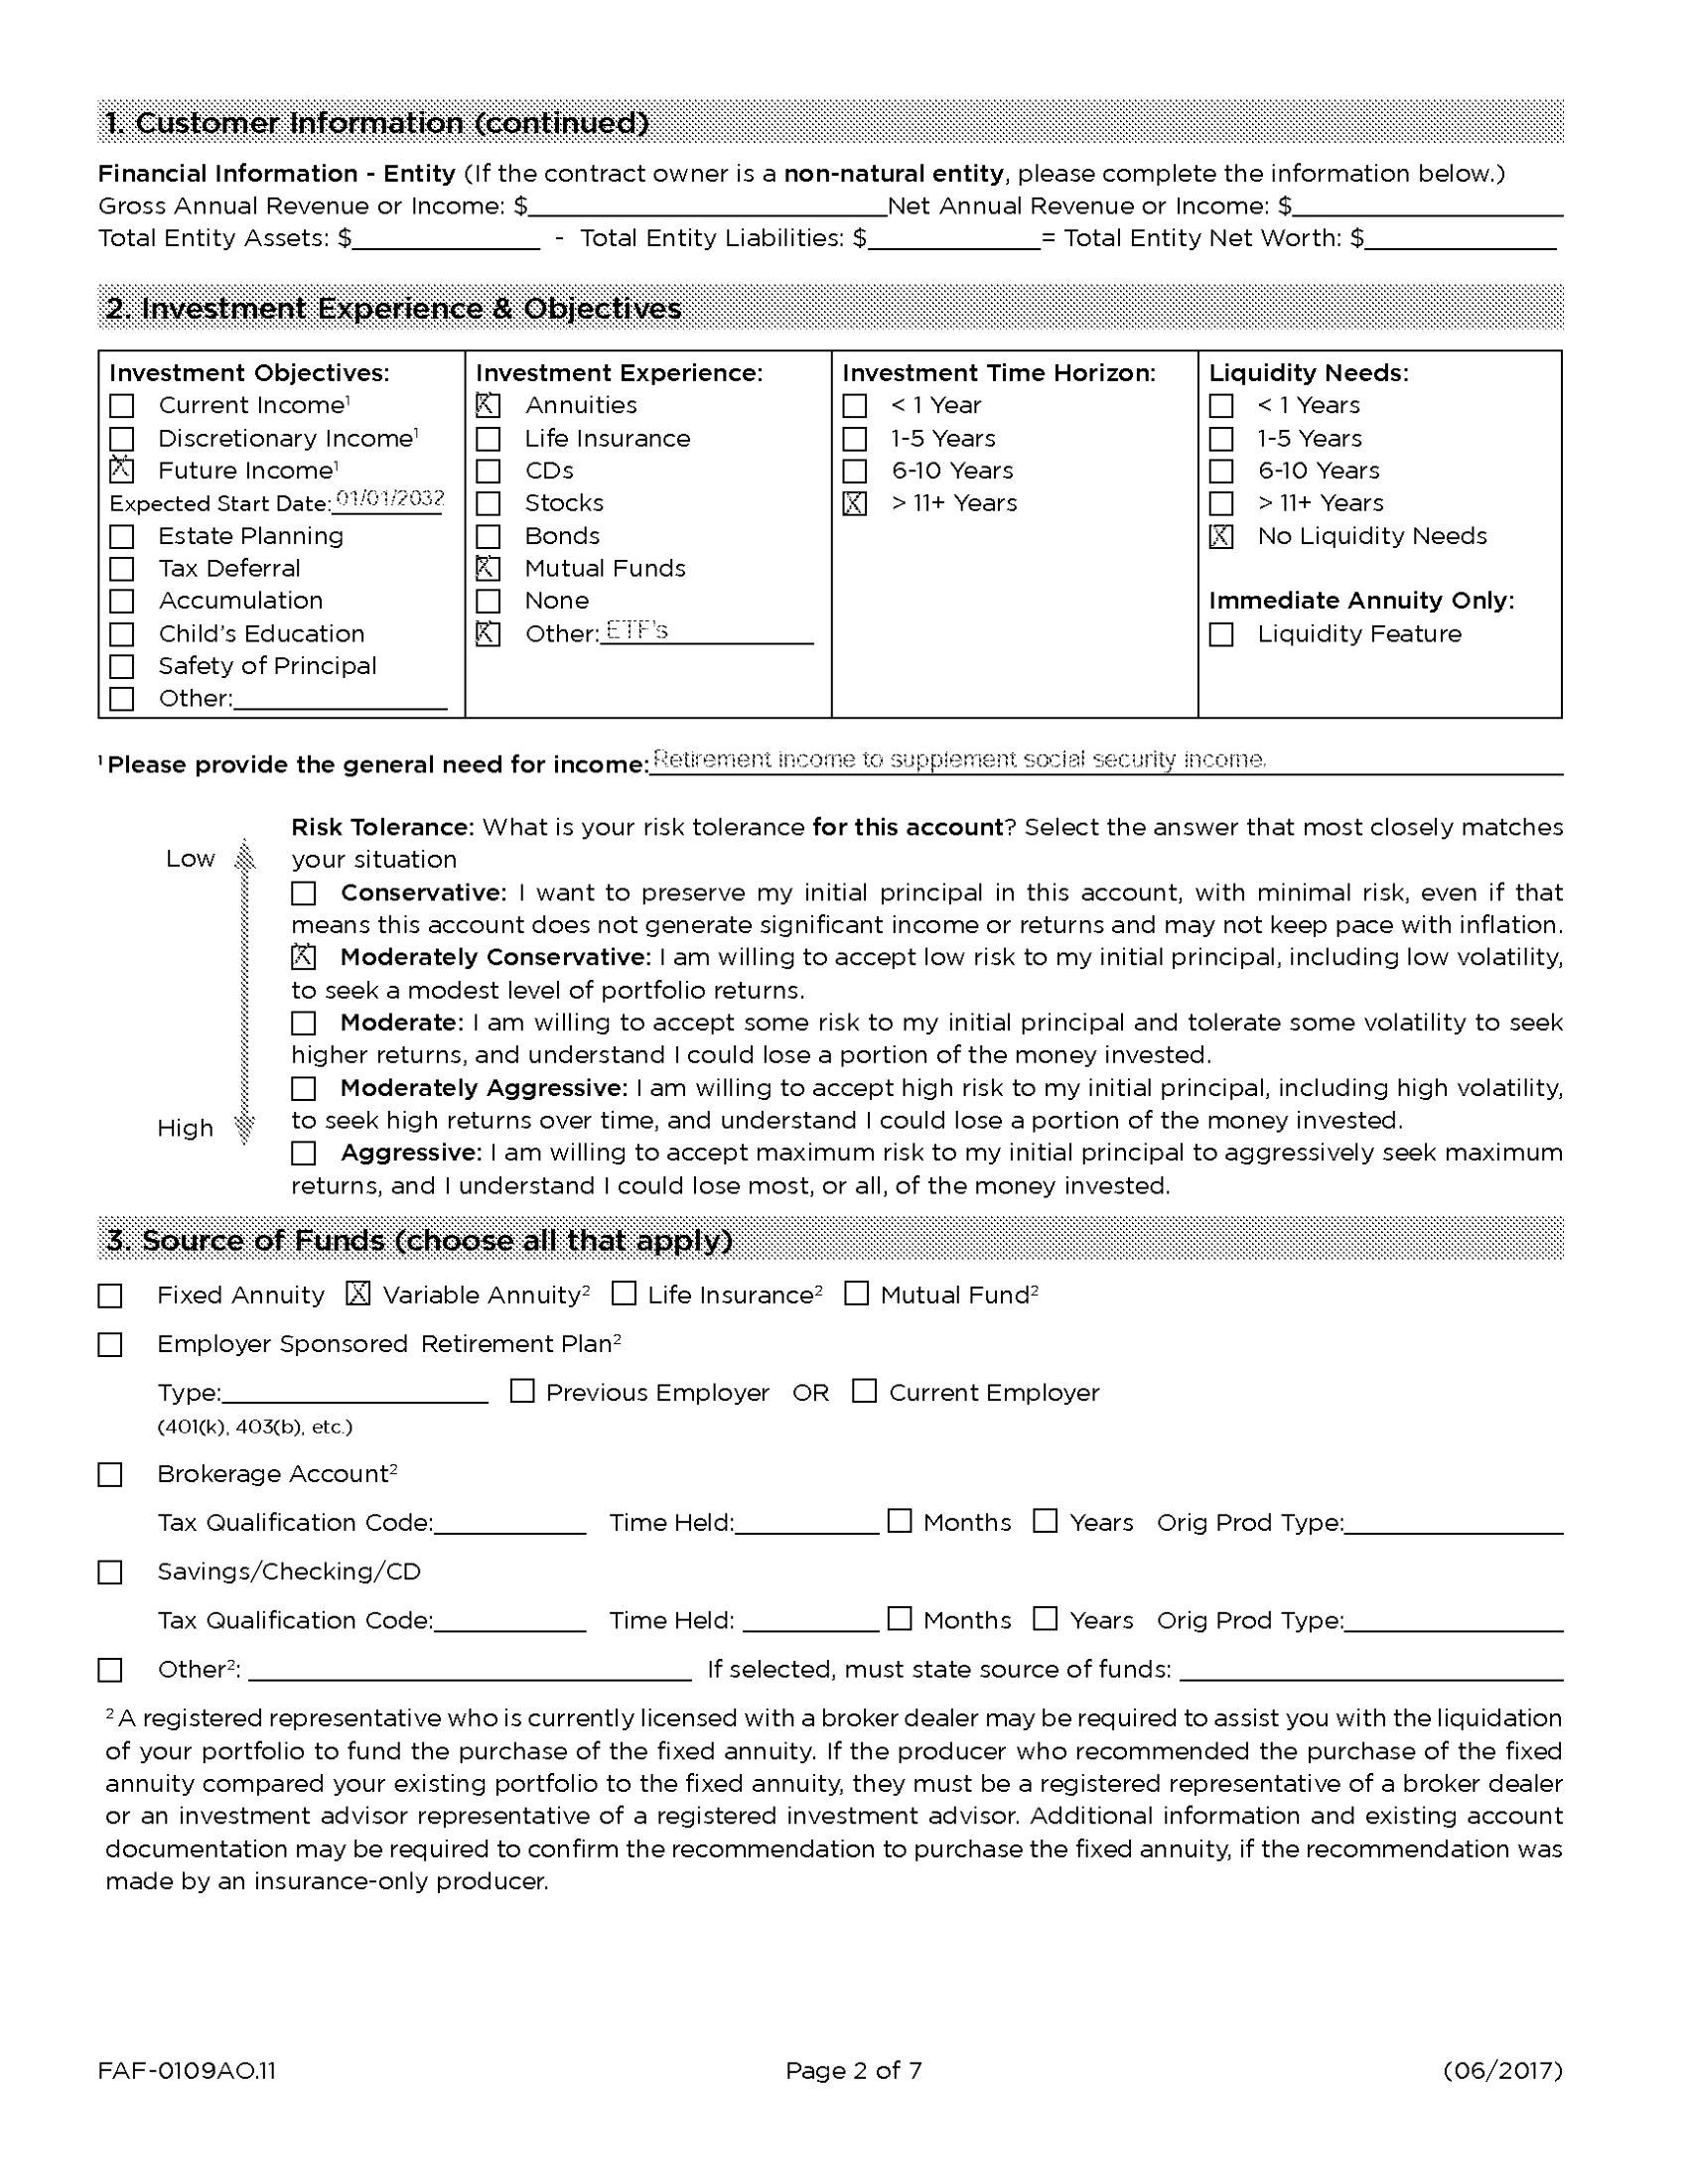 1. Customer Information (continued)
Financial Information - Entity (If the contract owner is a non-natural entity, please complete the information below.)
Gross Annual Revenue or Income: $____ Net Annual Revenue or Income: $____
Total Entity Assets: $____ - Total Entity Liabilities: $____= Total Entity Net Worth: $____
2. Investment Experience & Objectives
Investment Objectives:
☐ Current Income¹
☐ Discretionary Income¹
☒ Future Income¹
Expected Start Date: 01/01/2032
☐ Estate Planning
☐ Tax Deferral
☐ Accumulation
☐ Child's Education
☐ Safety of Principal
☐ Other:____
Investment Experience:
☒ Annuities
☐ Life Insurance
☐ CDs
☐ Stocks
☐ Bonds
☒ Mutual Funds
☐ None
☒ Other: ETF's
Investment Time Horizon:
☐ < 1 Year
☐ 1-5 Years
☐ 6-10 Years
☒ > 11+ Years
Liquidity Needs:
☐ < 1 Years
☐ 1-5 Years
☐ 6-10 Years
☐ > 11+ Years
☒ No Liquidity Needs
Immediate Annuity Only:
☐ Liquidity Feature
¹ Please provide the general need for income: Retirement income to supplement social security income.
Low
High
Risk Tolerance: What is your risk tolerance for this account? Select the answer that most closely matches
your situation
☐ Conservative: I want to preserve my initial principal in this account, with minimal risk, even if that
means this account does not generate significant income or returns and may not keep pace with inflation.
☒ Moderately Conservative: I am willing to accept low risk to my initial principal, including low volatility,
to seek a modest level of portfolio returns.
☐ Moderate: I am willing to accept some risk to my initial principal and tolerate some volatility to seek
higher returns, and understand I could lose a portion of the money invested.
☐ Moderately Aggressive: I am willing to accept high risk to my initial principal, including high volatility,
to seek high returns over time, and understand I could lose a portion of the money invested.
☐ Aggressive: I am willing to accept maximum risk to my initial principal to aggressively seek maximum
returns, and I understand I could lose most, or all, of the money invested.
3. Source of Funds (choose all that apply)
☐ Fixed Annuity ☒ Variable Annuity² ☐ Life Insurance² ☐ Mutual Fund²
☐ Employer Sponsored Retirement Plan²
Type:____ ☐ Previous Employer OR ☐ Current Employer
(401(k), 403(b), etc.)
☐ Brokerage Account²
Tax Qualification Code:____ Time Held:____ ☐ Months ☐ Years Orig Prod Type:____
☐ Savings/Checking/CD
Tax Qualification Code:____ Time Held: ____ ☐ Months ☐ Years Orig Prod Type:____
☐ Other²: ____ If selected, must state source of funds: ____
² A registered representative who is currently licensed with a broker dealer may be required to assist you with the liquidation
of your portfolio to fund the purchase of the fixed annuity. If the producer who recommended the purchase of the fixed
annuity compared your existing portfolio to the fixed annuity, they must be a registered representative of a broker dealer
or an investment advisor representative of a registered investment advisor. Additional information and existing account
documentation may be required to confirm the recommendation to purchase the fixed annuity, if the recommendation was
made by an insurance-only producer.
FAF-0109AO.11 Page 2 of 7 (06/2017)